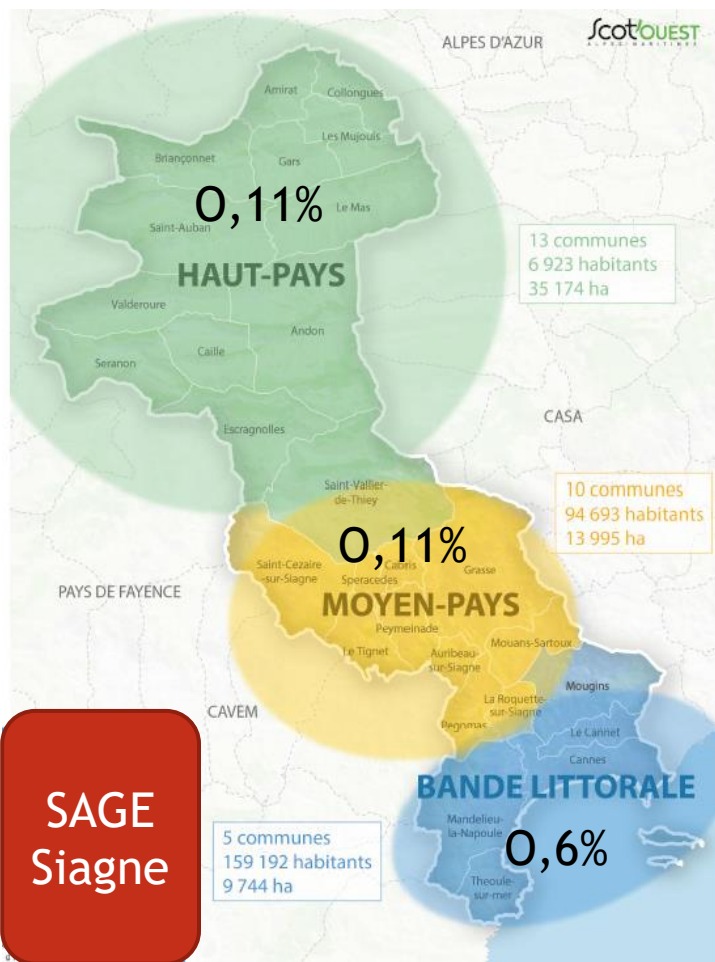 Scot'OUEST
ALPES-MARITIMES
ALPES D'AZUR
Amirat
Collongues
Les Mujouls
Briançonnet
Gars
0,11%
Le Mas
Saint-Auban
13 communes
6 923 habitants
35 174 ha
HAUT-PAYS
Valderoure
Andon
Caille
Seranon
CASA
Escragnolles
Saint-Vallier-
de-Thiey
10 communes
94 693 habitants
13 995 ha
0,11%
Saint-Cezaire
-sur-Siagne
Cabris
Speracedes
Grasse
PAYS DE FAYENCE
MOYEN-PAYS
Peymeinade
Mouans-Sartoux
Le Tignet
Auribeau-
sur-Siagne
Mougins
La Roquette-
sur-Siagne
CAVEM
Pegomas
Le Cannet
Cannes
SAGE
Siagne
BANDE LITTORALE
Mandelieu-
la-Napoule
0,6%
5 communes
159 192 habitants
9 744 ha
Theoule-
sur-mer